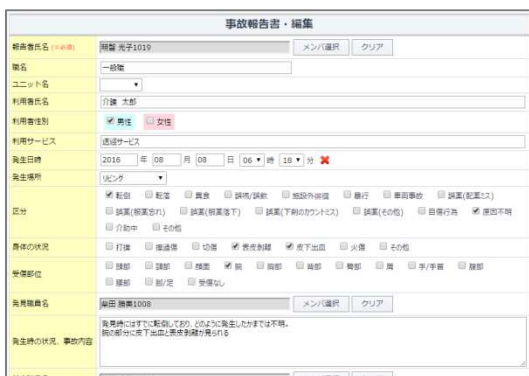 事故報告書・編集
報告者氏名 (※必須) 明智 光子1019 メンバ選択 クリア
職名 一般職
ユニット名
利用者氏名 介護 太郎
利用者性別 男性 女性
利用サービス 送迎サービス
発生日時 2016 年 08 月 08 日 06 時 18 分
発生場所 リビング
転倒 転落 異食 誤嚥/誤飲 施設外徘徊 暴行 車両事故 誤薬(配薬ミス)
区分 誤薬(服薬忘れ) 誤薬(服薬落下) 誤薬(下剤のカウントミス) 誤薬(その他) 自傷行為 原因不明
介助中 その他
身体の状況 打撲 擦過傷 切傷 表皮剥離 皮下出血 火傷 その他
受傷部位 頭部 顔面 腕 胸部 背部 臀部 肩 手/手首 腹部
腰部 脚/足 受傷なし
発見職員名 柴田 勝美1008 メンバ選択 クリア
発生時の状況、事故内容 発見時にはすでに転倒しており、どのように発生したかまでは不明。
腕の部分に皮下出血と表皮剥離が見られる